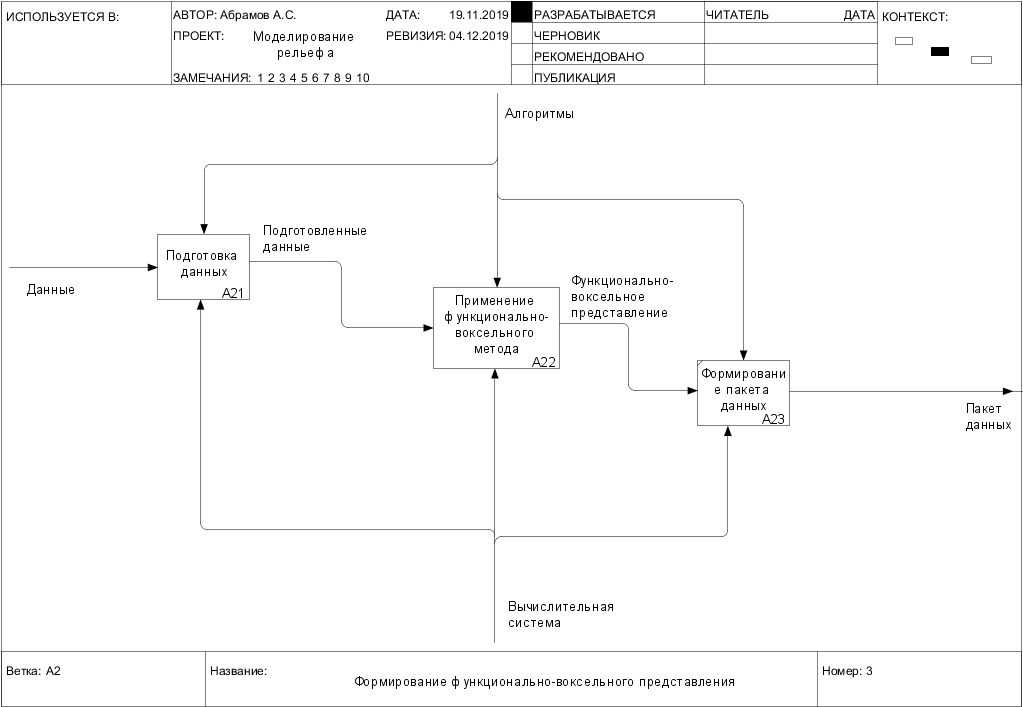 ИСПОЛЬЗУЕТСЯ В:
АВТОР: Абрамов А.С.
ДАТА: 19.11.2019
ПРОЕКТ: Моделирование
рельефа
РЕВИЗИЯ: 04.12.2019
ЗАМЕЧАНИЯ: 1 2 3 4 5 6 7 8 9 10
РАЗРАБАТЫВАЕТСЯ
ЧЕРНОВИК
РЕКОМЕНДОВАНО
ПУБЛИКАЦИЯ
ЧИТАТЕЛЬ
ДАТА
КОНТЕКСТ:
Алгоритмы
Данные
Подготовка
данных
A21
Подготовленные
данные
Применение
функционально-
воксельного
метода
A22
Функционально-
воксельное
представление
Формировани
е пакета
данных
A23
Пакет
данных
Вычислительная
система
Ветка: A2
Название:
Формирование функционально-воксельного представления
Номер: 3